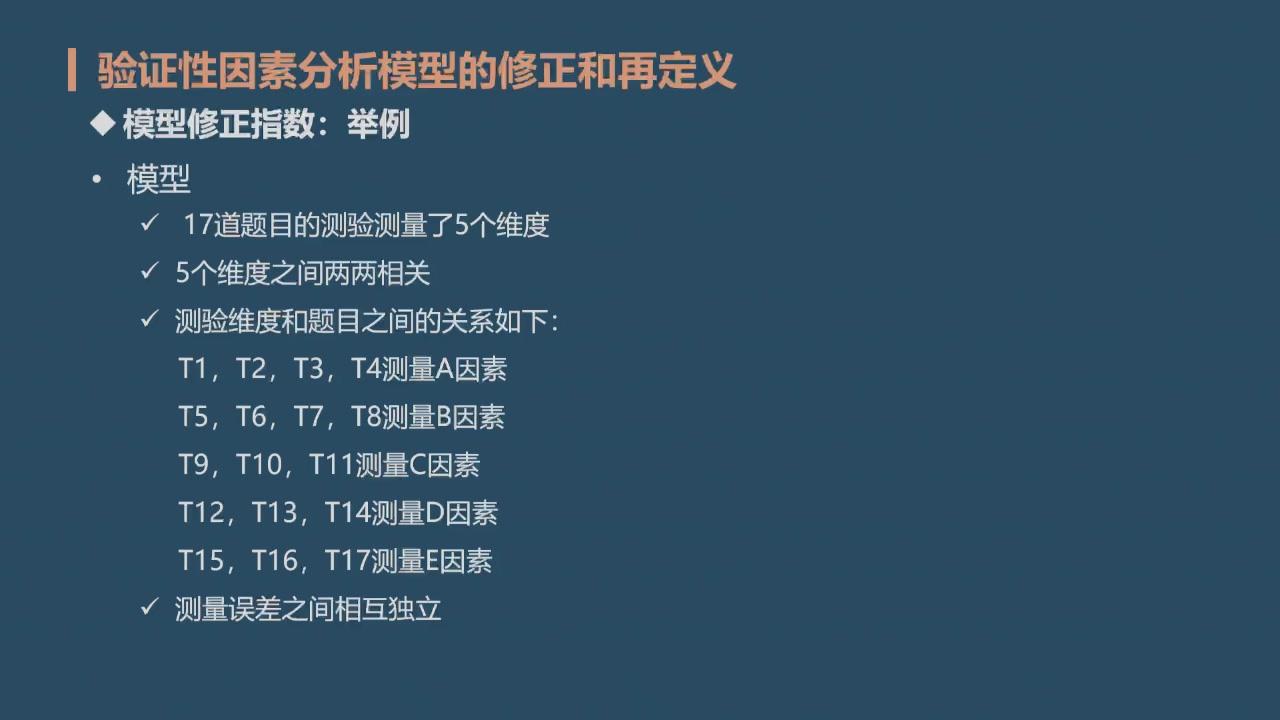 验证性因素分析模型的修正和再定义
◆模型修正指数：举例
• 模型
✓ 17道题目的测验测量了5个维度
✓ 5个维度之间两两相关
✓ 测验维度和题目之间的关系如下：
T1，T2，T3，T4测量A因素
T5，T6，T7，T8测量B因素
T9，T10，T11测量C因素
T12，T13，T14测量D因素
T15，T16，T17测量E因素
✓ 测量误差之间相互独立